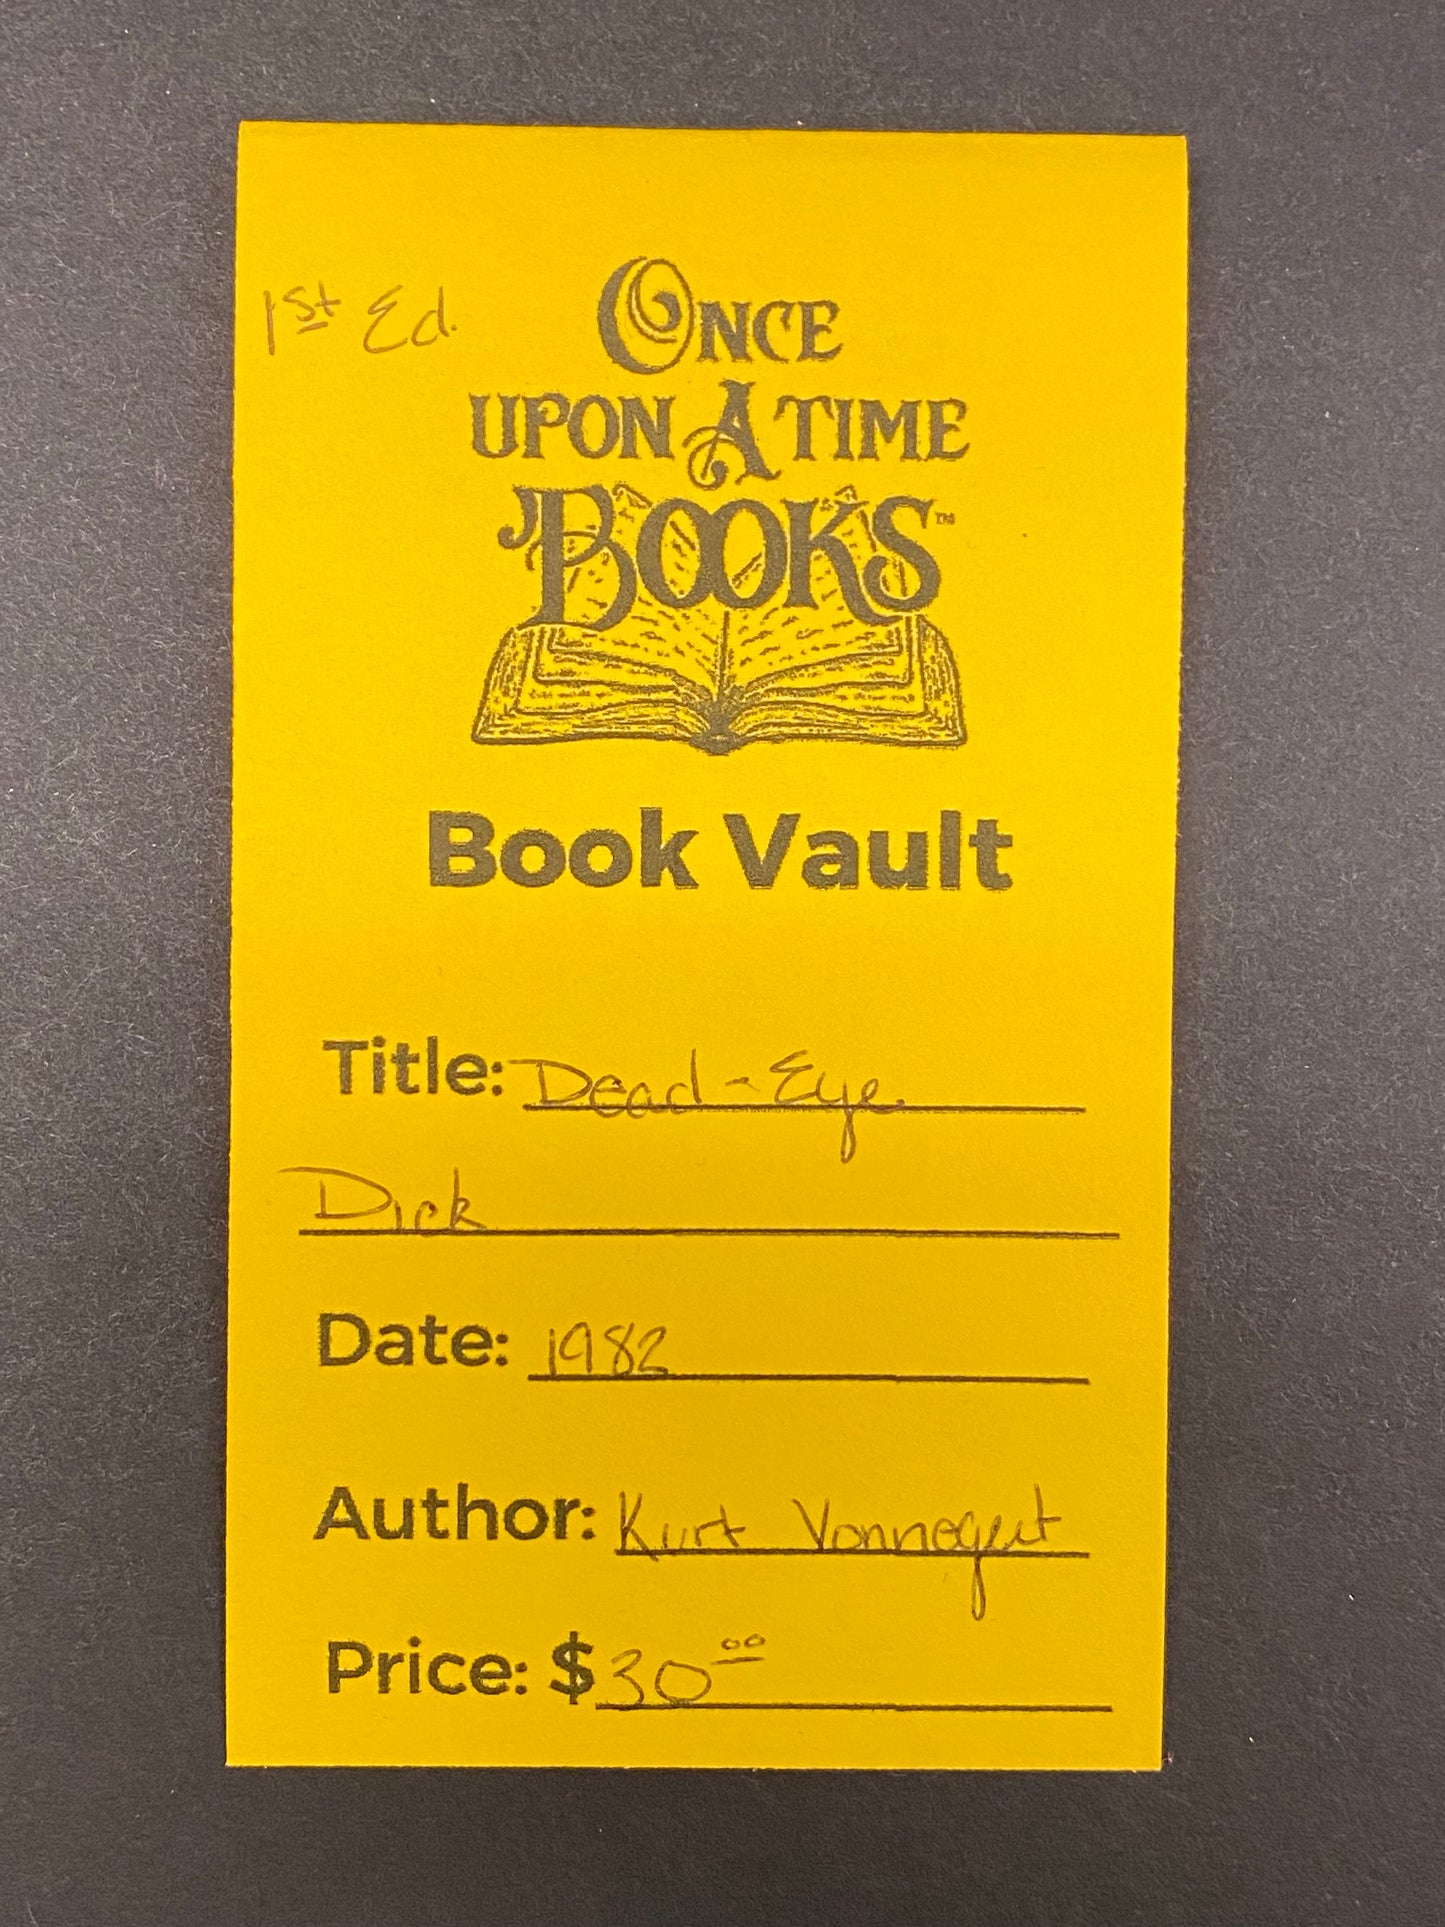 1st Ed.
ONCE
UPON A TIME
BOOKS™
Book Vault
Title: Dead-Eye
Dick
Date: 1982
Author: Kurt Vonnegut
Price: $30.00